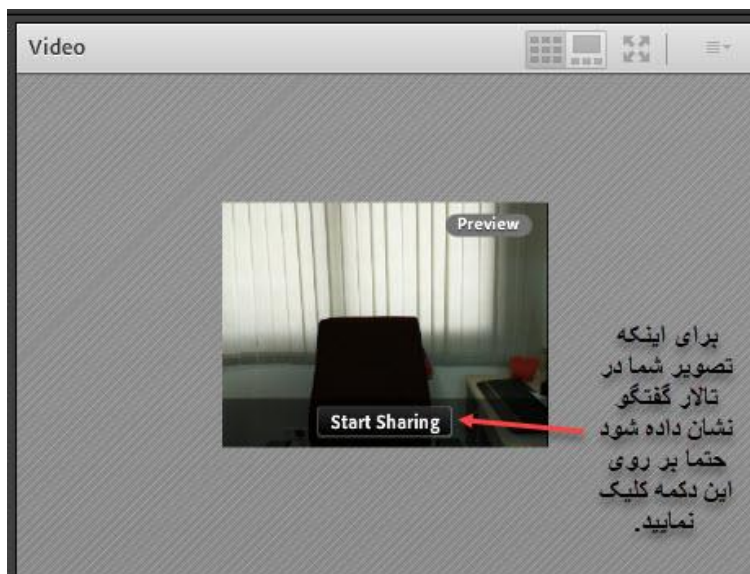 Video
Preview
Start Sharing
برای اینکه
تصویر شما در
تالار گفتگو
نشان داده شود
حتما بر روی
این دکمه کلیک
نمایید.